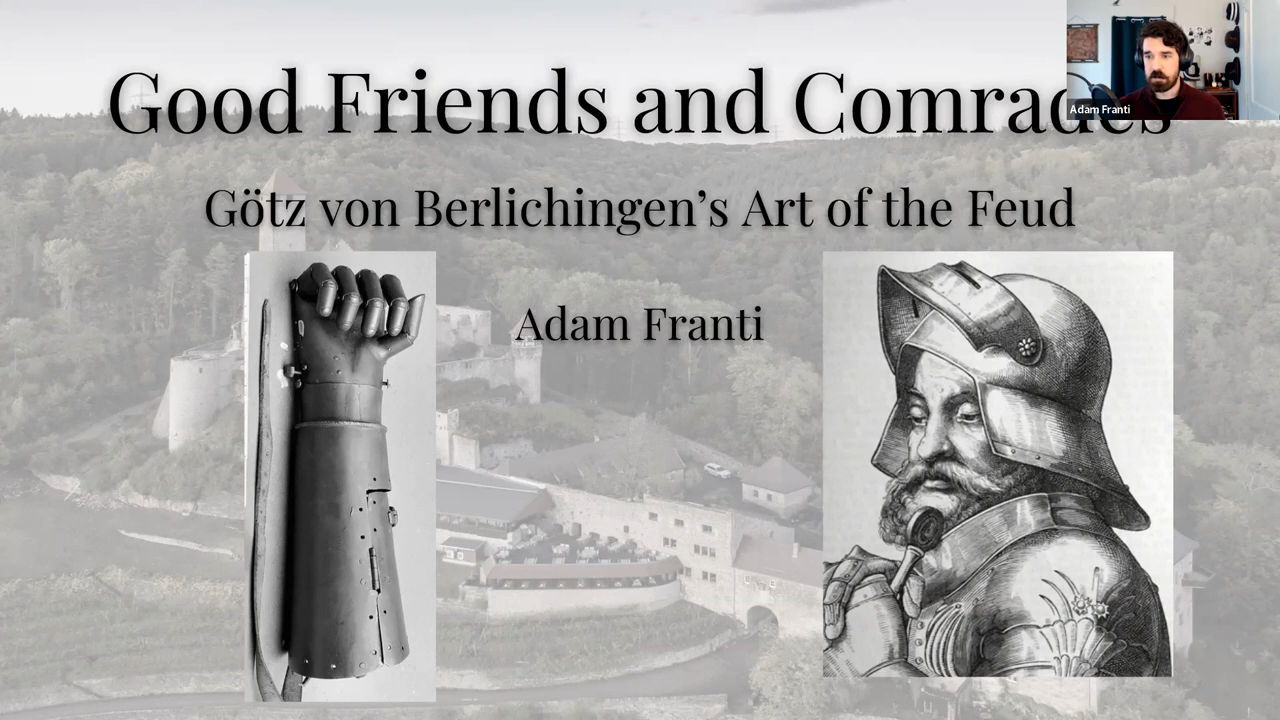 Good Friends and Comrades
Adam Franti
Götz von Berlichingen’s Art of the Feud
Adam Franti